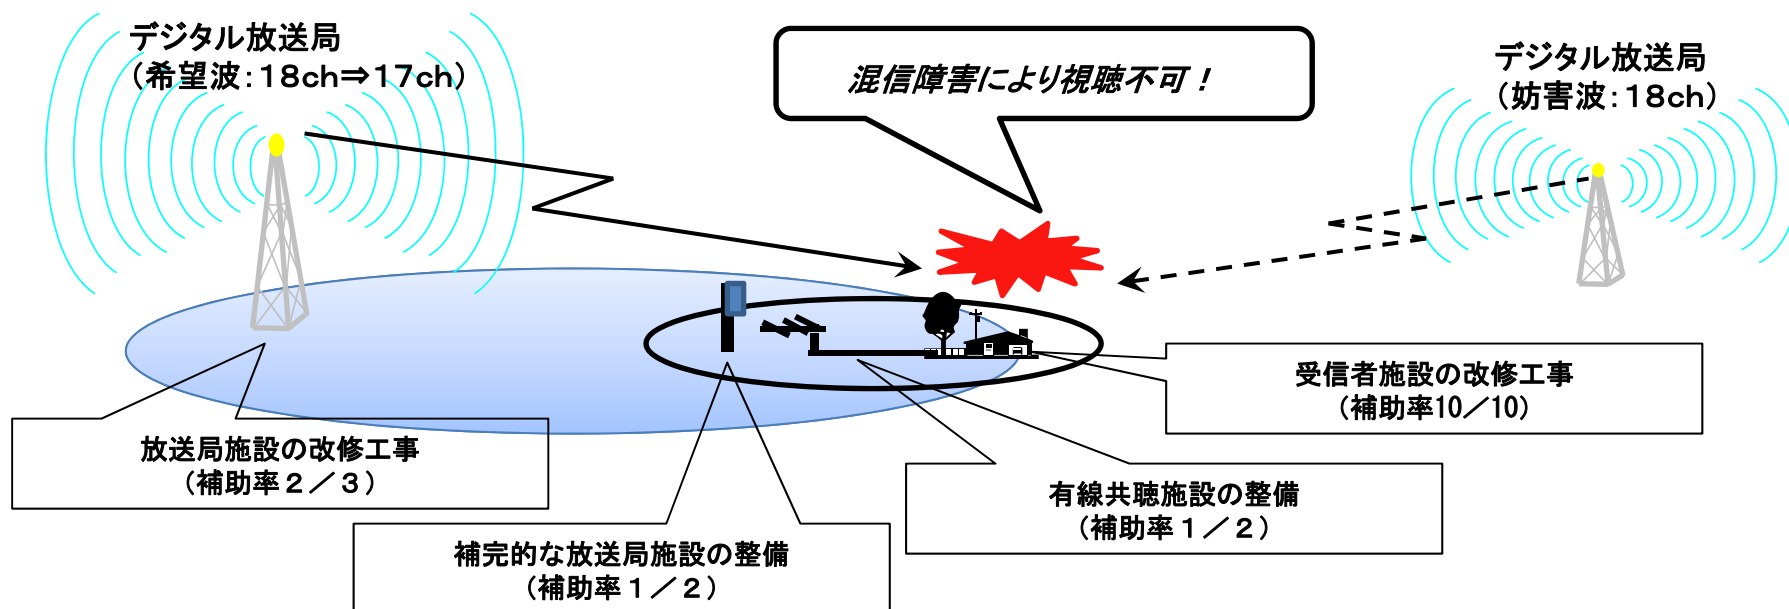 デジタル放送局
（希望波：18ch⇒17ch）
混信障害により視聴不可！
デジタル放送局
（妨害波：18ch）
放送局施設の改修工事
（補助率２／３）
補完的な放送局施設の整備
（補助率１／２）
有線共聴施設の整備
（補助率１／２）
受信者施設の改修工事
（補助率10／10）